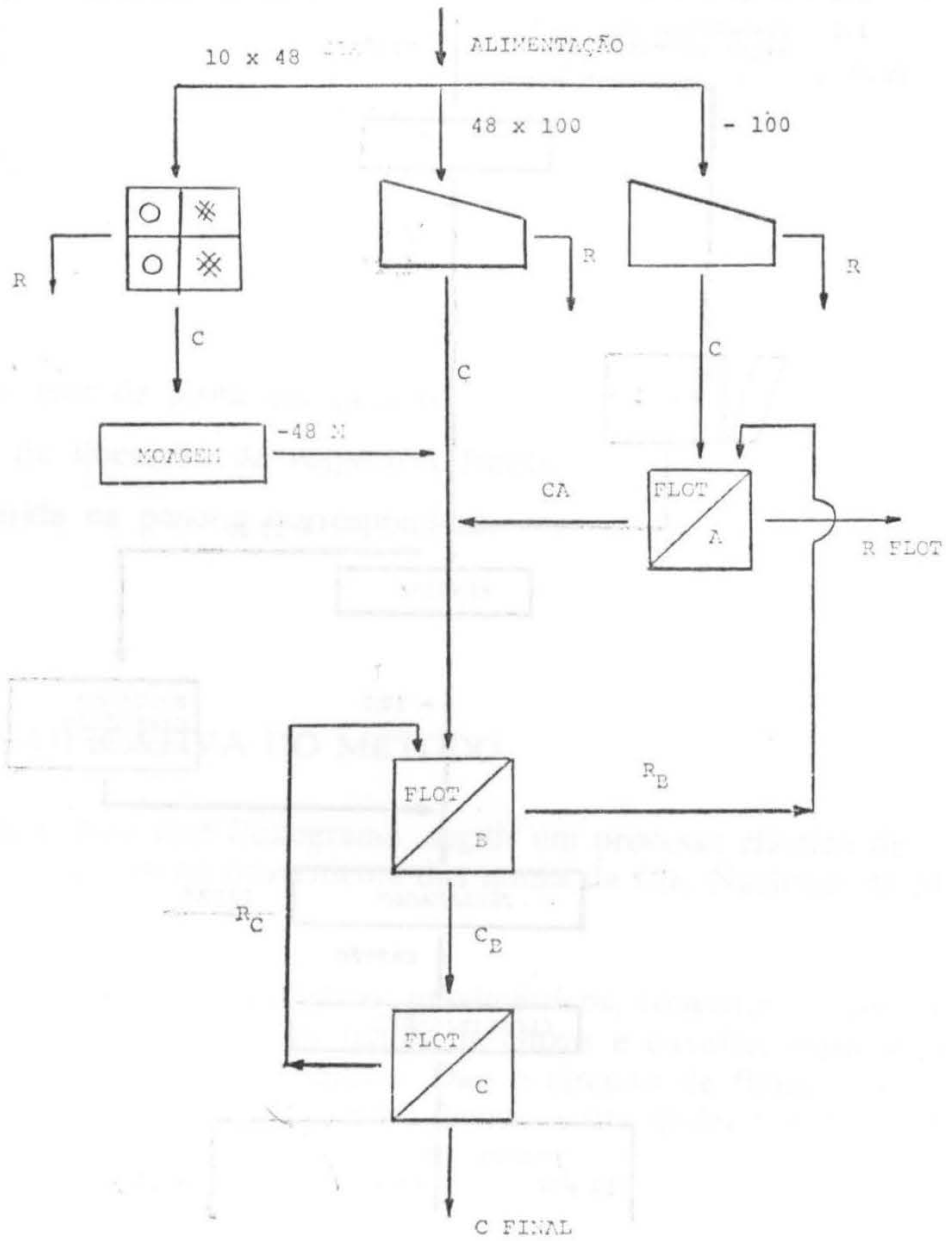 ALIMENTAÇÃO
10 x 48
48 x 100
- 100
R
R
R
C
C
C
MOAGEM
-48 M
CA
FLOT
A
R FLOT
FLOT
B
R_B
R_C
C_B
FLOT
C
C FINAL